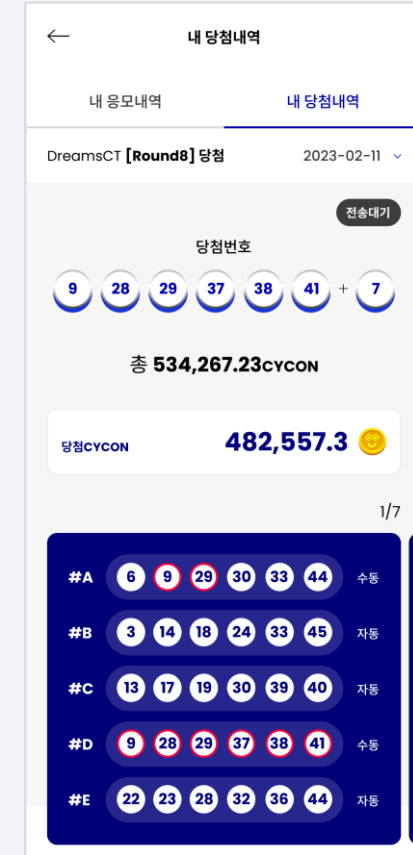 내 당첨내역
내 응모내역 내 당첨내역
DreamsCT [Round8] 당첨 2023-02-11
전송대기
당첨번호
9 28 29 37 38 41 + 7
총 534,267.23CYCON
당첨CYCON 482,557.3
1/7
#A 6 9 29 30 33 44 수동
#B 3 14 18 24 33 45 자동
#C 13 17 19 30 39 40 자동
#D 9 28 29 37 38 41 수동
#E 22 23 28 32 36 44 자동